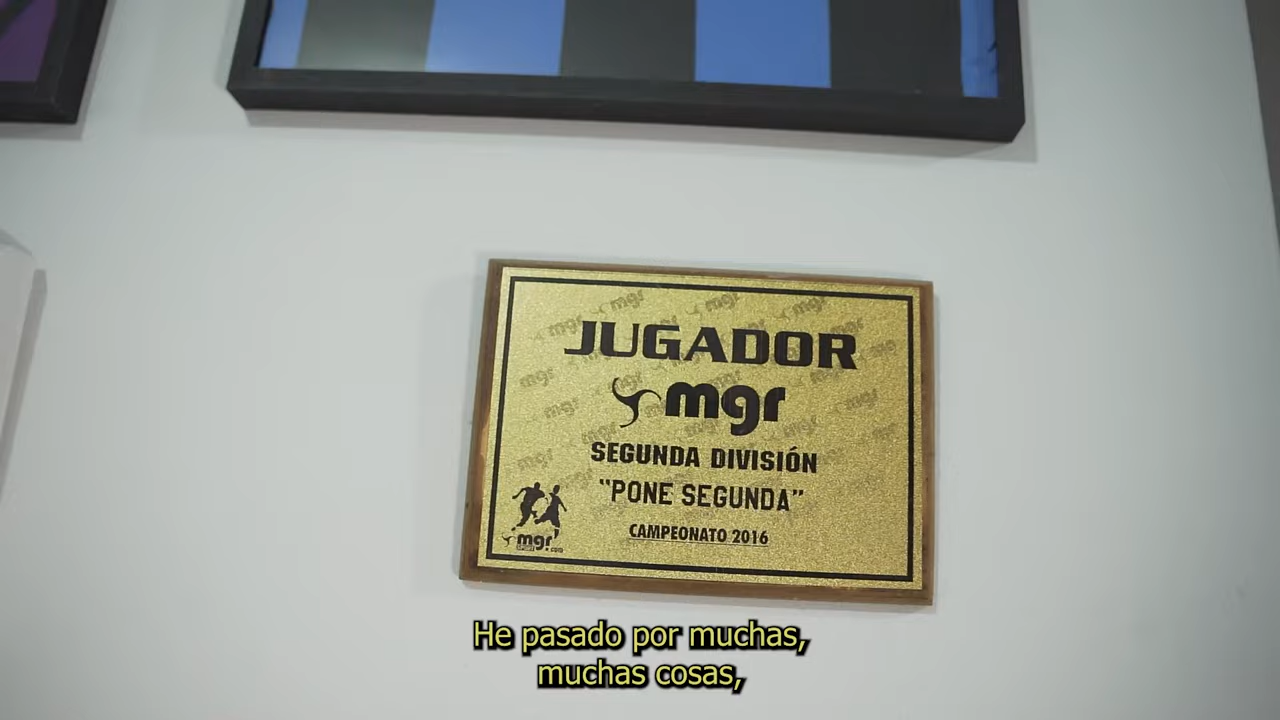 JUGADOR
mgr
SEGUNDA DIVISIÓN
"PONE SEGUNDA"
CAMPEONATO 2016
mgr
He pasado por muchas,
muchas cosas,